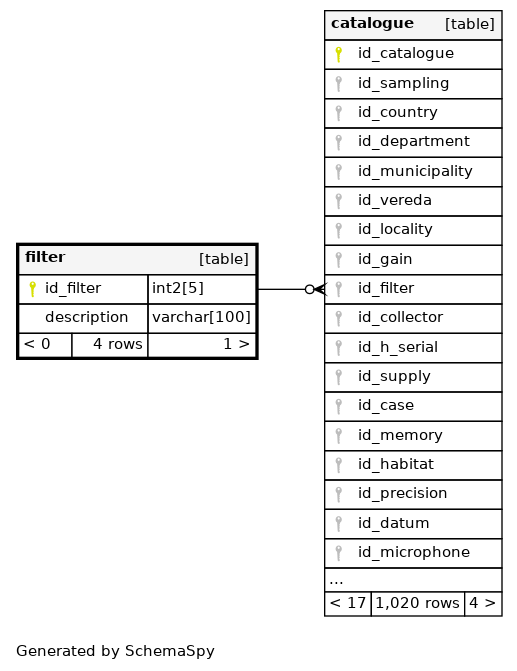 catalogue [table]
id_catalogue
id_sampling
id_country
id_department
id_municipality
id_vereda
id_locality
id_gain
id_filter
id_collector
id_h_serial
id_supply
id_case
id_memory
id_habitat
id_precision
id_datum
id_microphone
...
< 17 1,020 rows 4 >
filter [table]
id_filter int2[5]
description varchar[100]
< 0 4 rows 1 >
Generated by SchemaSpy